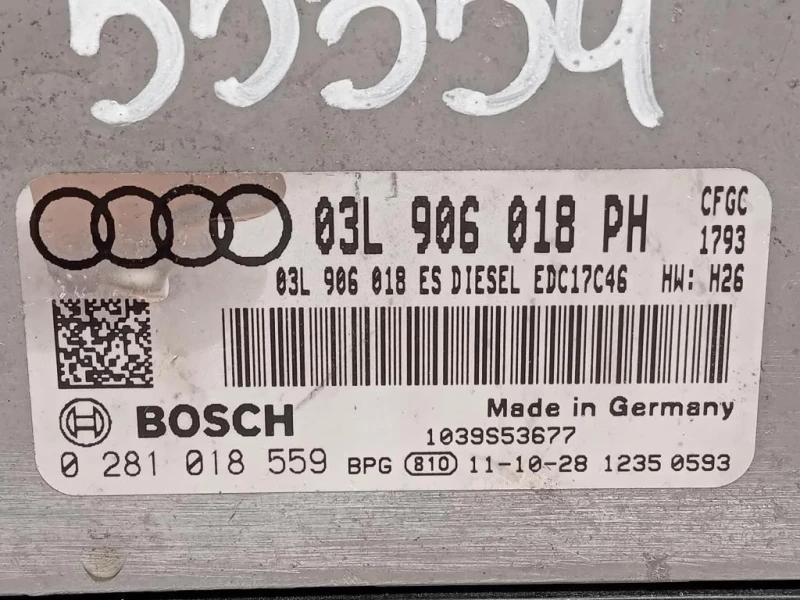 55554
03L 906 018 PH
CFGC
1793
03L 906 018 ES DIESEL EDC17C46 HW: H26
BOSCH
Made in Germany
1039S53677
0 281 018 559 BPG 810 11-10-28 1235 0593